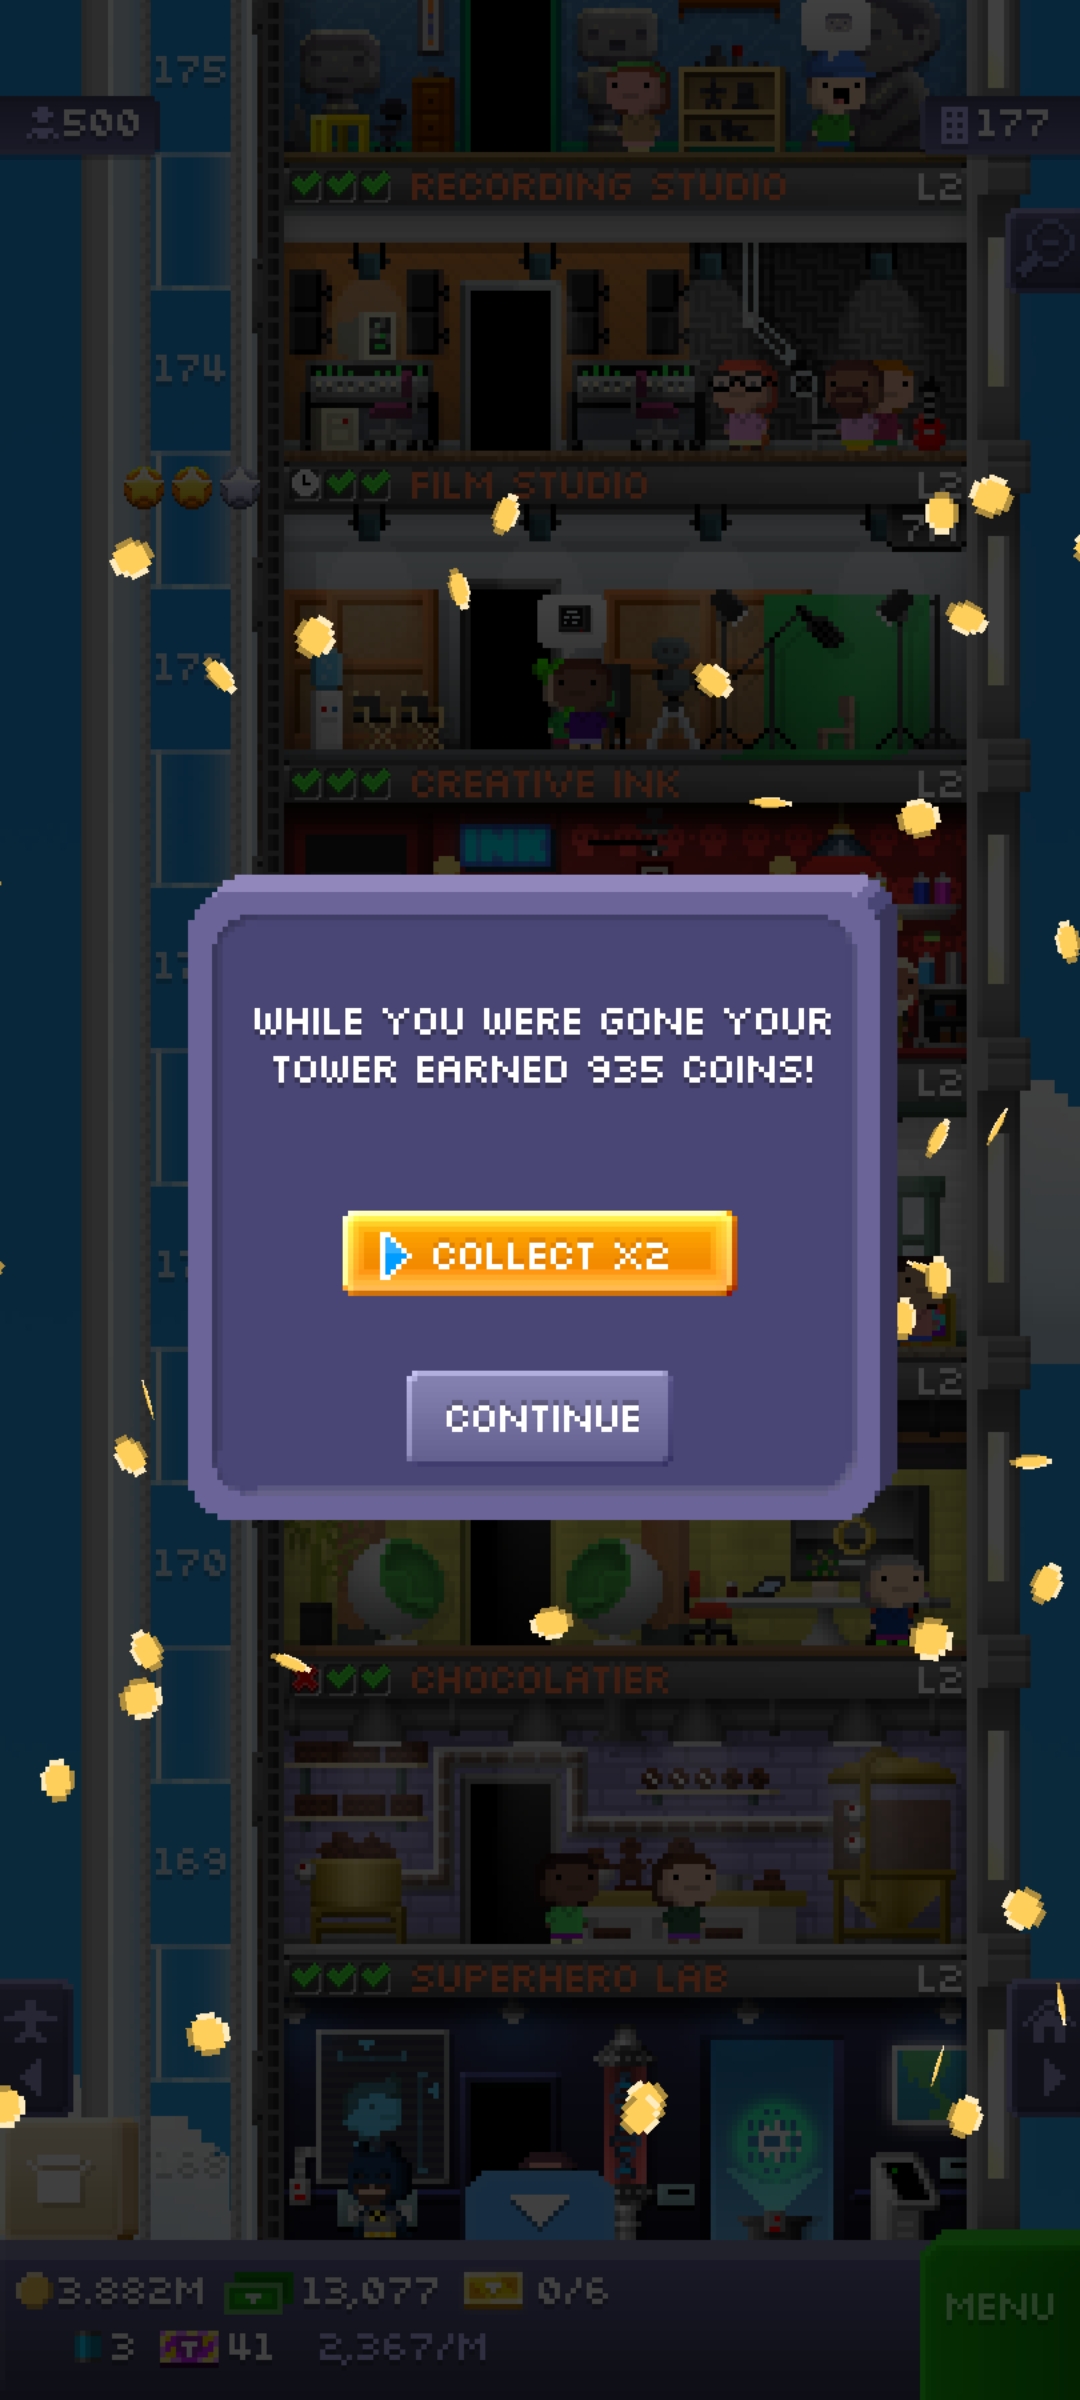 175
500
177
RECORDING STUDIO L2
174
FILM STUDIO
CREATIVE INK L2
INK
WHILE YOU WERE GONE YOUR
TOWER EARNED 935 COINS!
L2
COLLECT X2
L2
CONTINUE
170
CHOCOLATIER L2
169
SUPERHERO LAB L2
168
3.882M 13,077 0/6
MENU
3 41 2,367/M